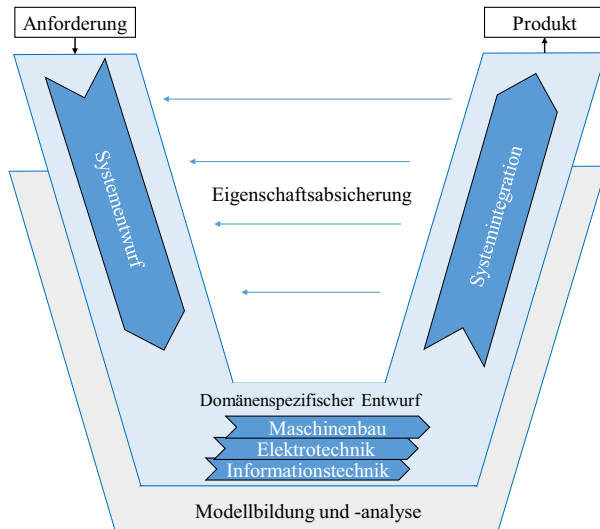 Anforderung
Produkt
Systementwurf
Eigenschaftsabsicherung
Systemintegration
Domänenspezifischer Entwurf
Maschinenbau
Elektrotechnik
Informationstechnik
Modellbildung und -analyse